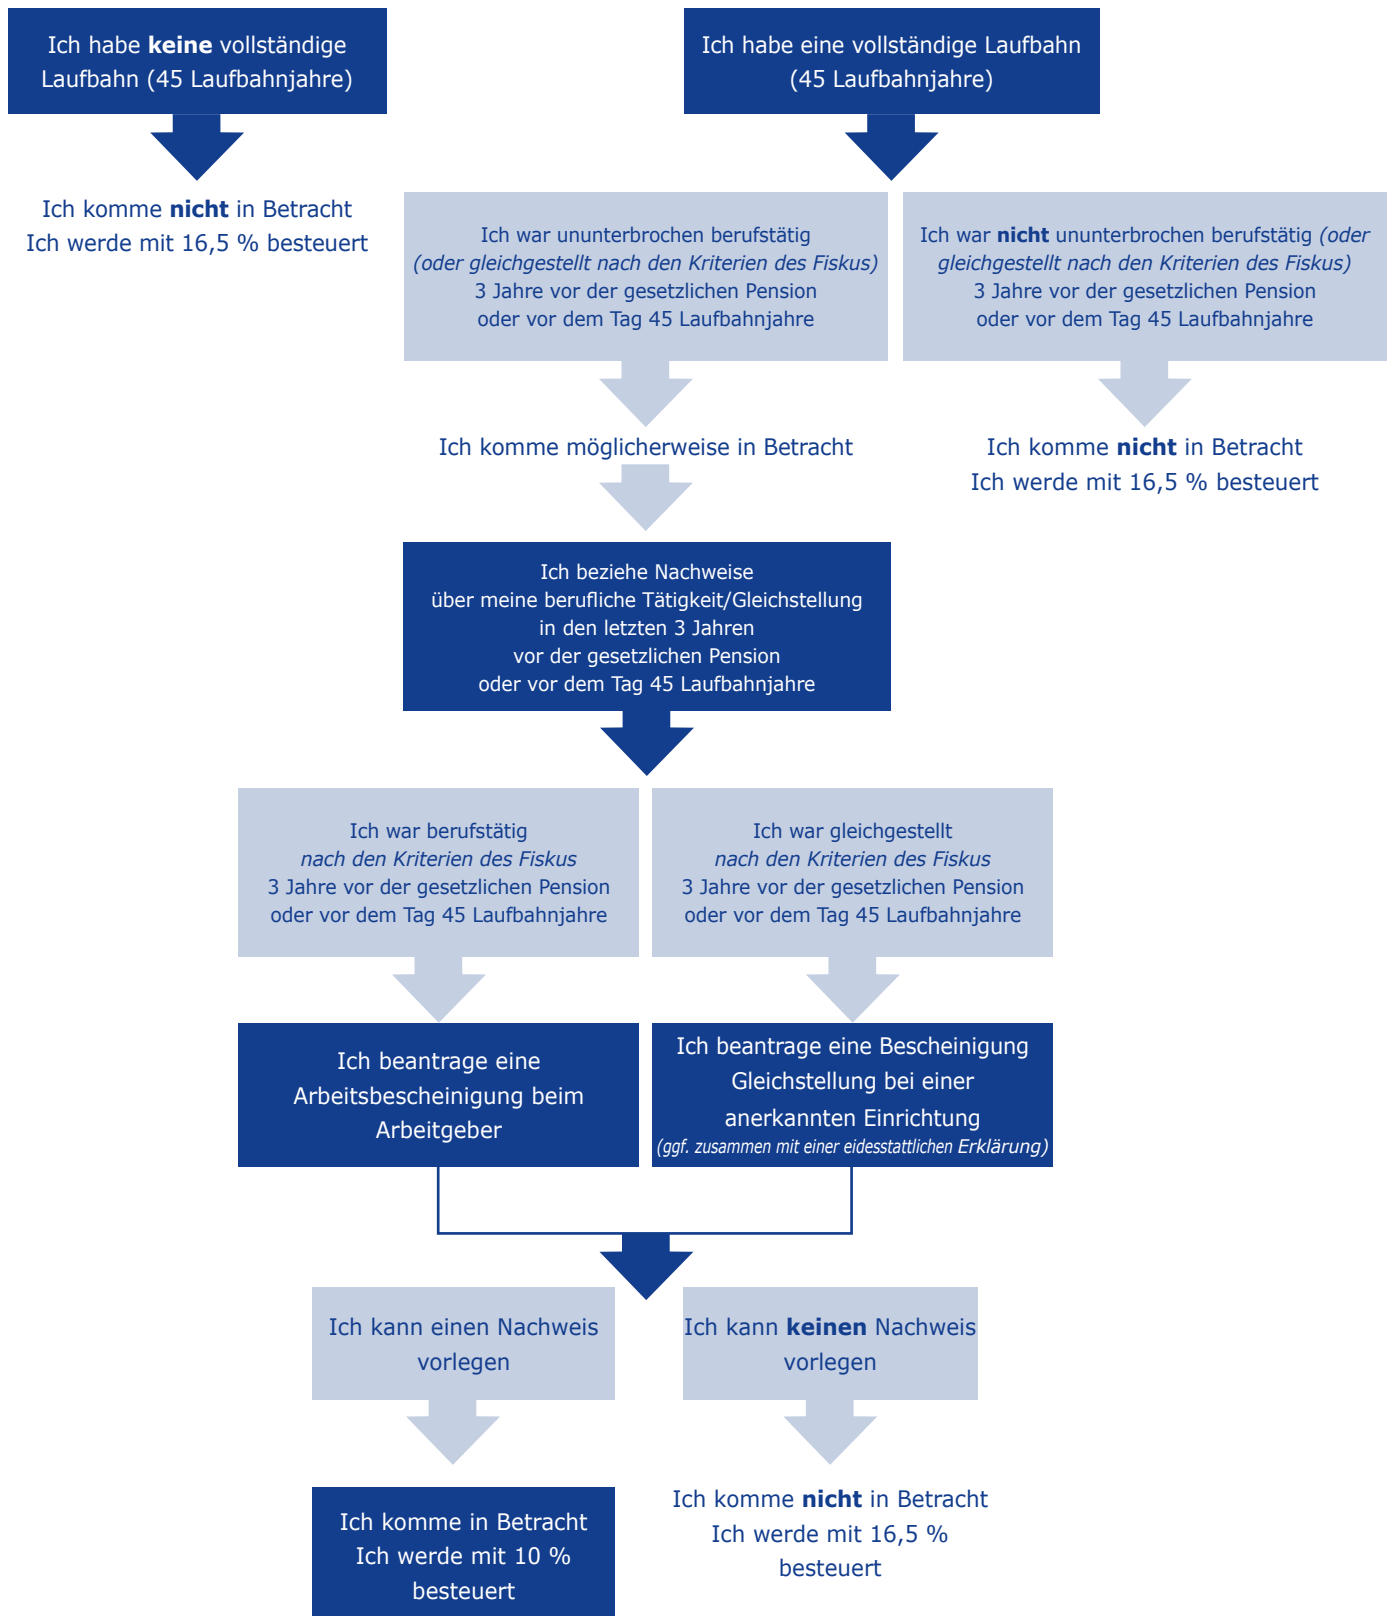 Ich habe keine vollständige
Laufbahn (45 Laufbahnjahre)
Ich komme nicht in Betracht
Ich werde mit 16,5 % besteuert
Ich habe eine vollständige Laufbahn
(45 Laufbahnjahre)
Ich war ununterbrochen berufstätig
(oder gleichgestellt nach den Kriterien des Fiskus)
3 Jahre vor der gesetzlichen Pension
oder vor dem Tag 45 Laufbahnjahre
Ich war nicht ununterbrochen berufstätig (oder
gleichgestellt nach den Kriterien des Fiskus)
3 Jahre vor der gesetzlichen Pension
oder vor dem Tag 45 Laufbahnjahre
Ich komme möglicherweise in Betracht
Ich komme nicht in Betracht
Ich werde mit 16,5 % besteuert
Ich beziehe Nachweise
über meine berufliche Tätigkeit/Gleichstellung
in den letzten 3 Jahren
vor der gesetzlichen Pension
oder vor dem Tag 45 Laufbahnjahre
Ich war berufstätig
nach den Kriterien des Fiskus
3 Jahre vor der gesetzlichen Pension
oder vor dem Tag 45 Laufbahnjahre
Ich war gleichgestellt
nach den Kriterien des Fiskus
3 Jahre vor der gesetzlichen Pension
oder vor dem Tag 45 Laufbahnjahre
Ich beantrage eine
Arbeitsbescheinigung beim
Arbeitgeber
Ich beantrage eine Bescheinigung
Gleichstellung bei einer
anerkannten Einrichtung
(ggf. zusammen mit einer eidesstattlichen Erklärung)
Ich kann einen Nachweis
vorlegen
Ich kann keinen Nachweis
vorlegen
Ich komme in Betracht
Ich werde mit 10 %
besteuert
Ich komme nicht in Betracht
Ich werde mit 16,5 %
besteuert